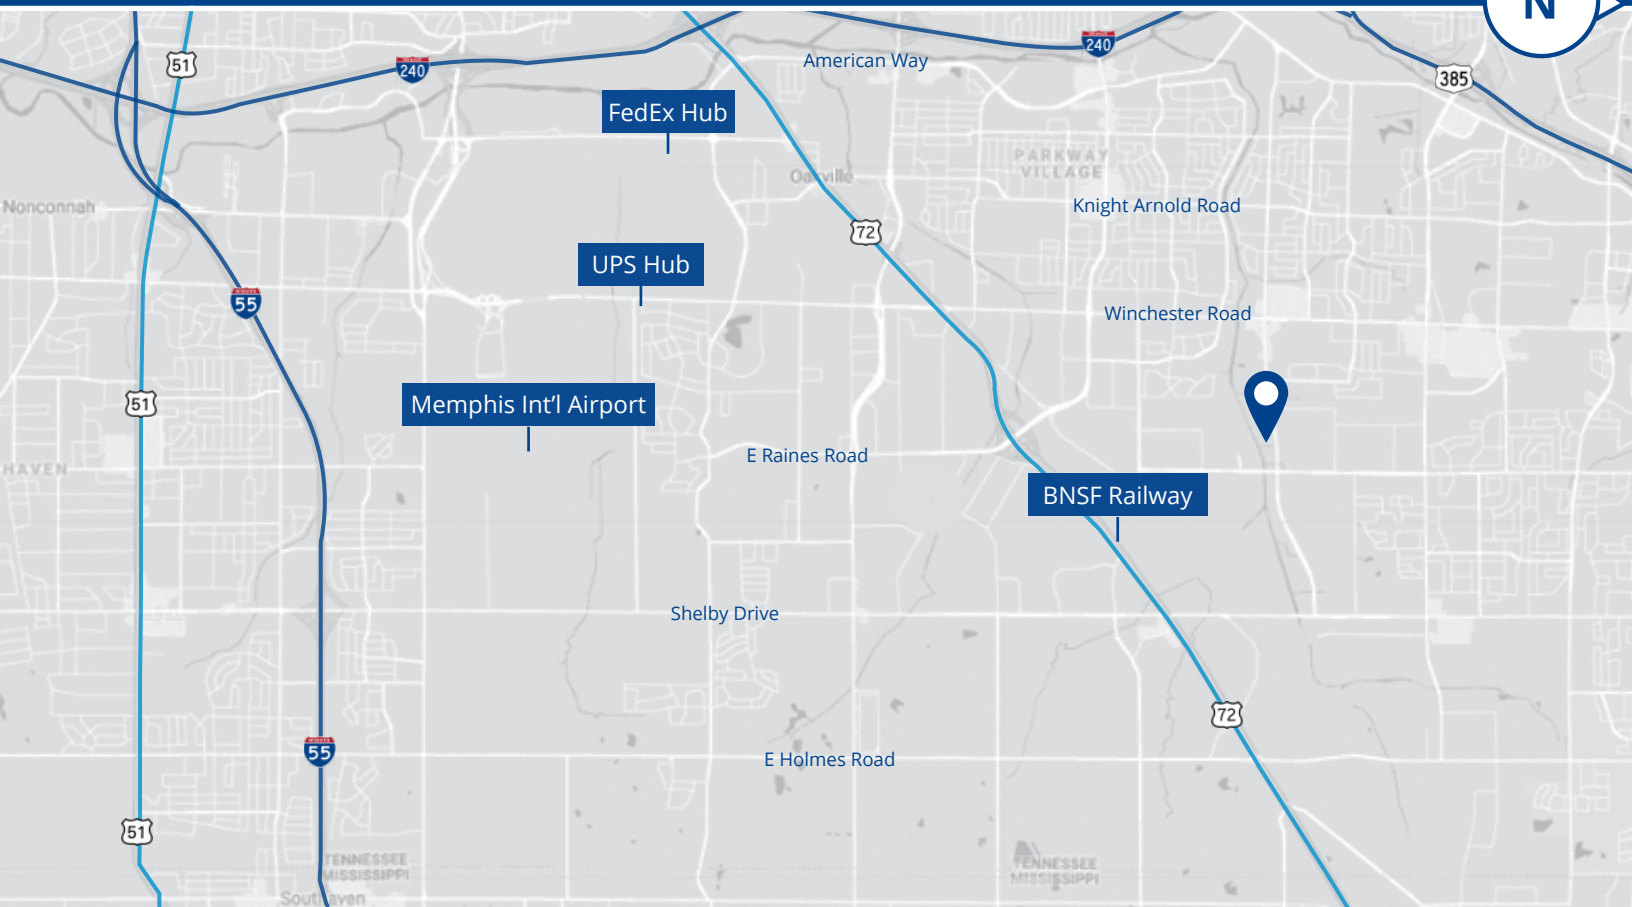 N
51
240
240
American Way
385
FedEx Hub
PARKWAY
VILLAGE
Oakville
Nonconnah
Knight Arnold Road
72
UPS Hub
55
Winchester Road
51
Memphis Int'l Airport
E Raines Road
HAVEN
BNSF Railway
Shelby Drive
72
55
E Holmes Road
51
TENNESSEE
MISSISSIPPI
TENNESSEE
MISSISSIPPI
Southaven